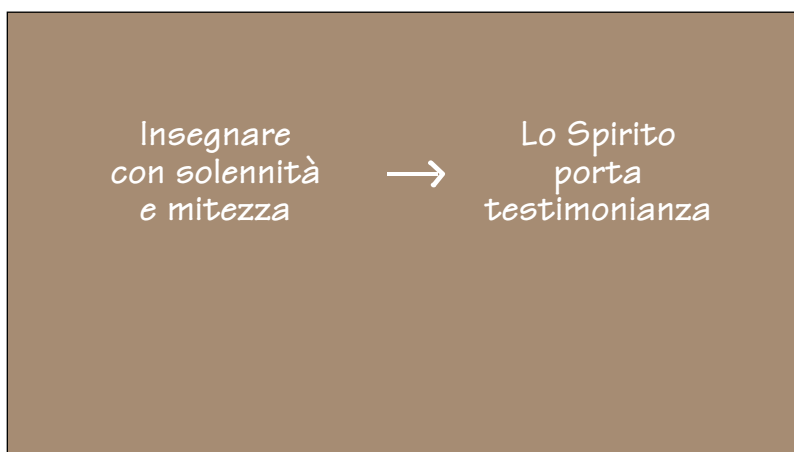 Insegnare
con solennità
e mitezza
→
Lo Spirito
porta
testimonianza